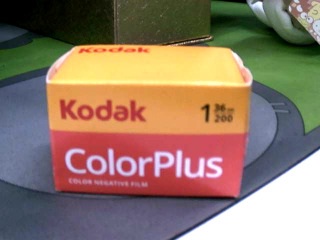 Kodak
Kodak
1 36
200
ColorPlus
COLOR NEGATIVE FILM